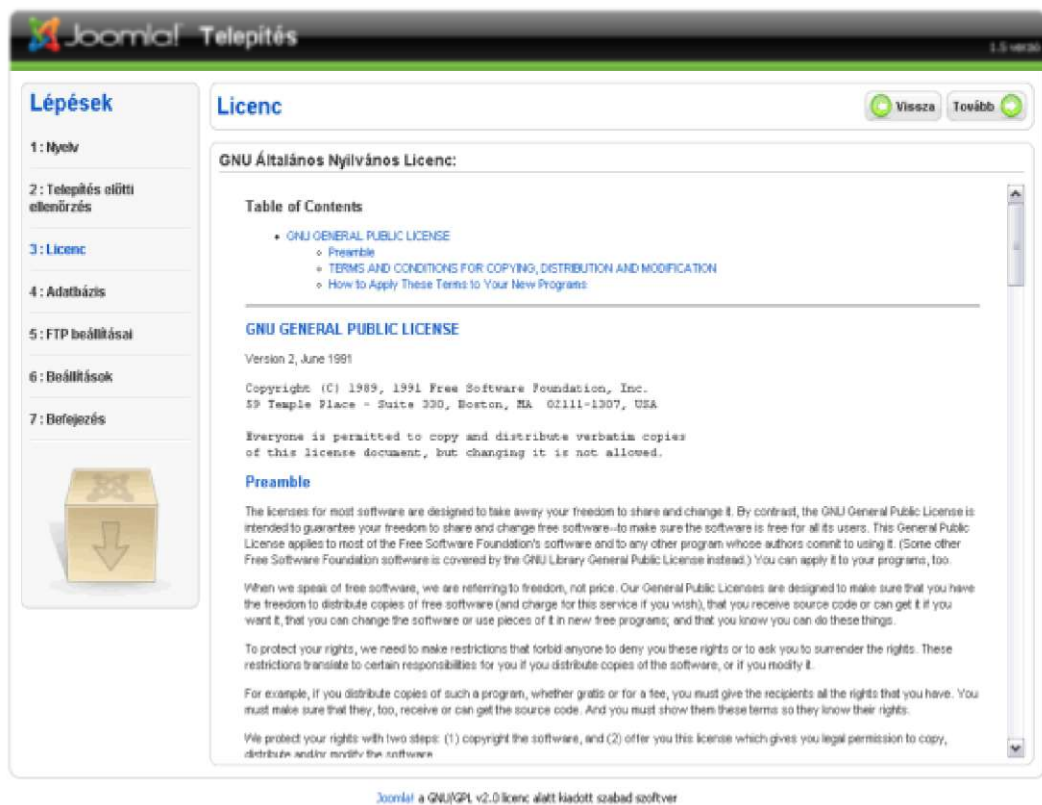 Joomla! Telepítés
1.5 verzió
Lépések
1 : Nyelv
2 : Telepítés előtti
ellenőrzés
3 : Licenc
4 : Adatbázis
5 : FTP beállításai
6 : Beállítások
7 : Befejezés
Licenc
Vissza
Tovább
GNU Általános Nyilvános Licenc:
Table of Contents
• GNU GENERAL PUBLIC LICENSE
◦ Preamble
◦ TERMS AND CONDITIONS FOR COPYING, DISTRIBUTION AND MODIFICATION
◦ How to Apply These Terms to Your New Programs
GNU GENERAL PUBLIC LICENSE
Version 2, June 1991
Copyright (C) 1989, 1991 Free Software Foundation, Inc.
59 Temple Place - Suite 330, Boston, MA 02111-1307, USA
Everyone is permitted to copy and distribute verbatim copies
of this license document, but changing it is not allowed.
Preamble
The licenses for most software are designed to take away your freedom to share and change it. By contrast, the GNU General Public License is
intended to guarantee your freedom to share and change free software--to make sure the software is free for all its users. This General Public
License applies to most of the Free Software Foundation's software and to any other program whose authors commit to using it. (Some other
Free Software Foundation software is covered by the GNU Library General Public License instead.) You can apply it to your programs, too.
When we speak of free software, we are referring to freedom, not price. Our General Public Licenses are designed to make sure that you have
the freedom to distribute copies of free software (and charge for this service if you wish), that you receive source code or can get it if you
want it, that you can change the software or use pieces of it in new free programs; and that you know you can do these things.
To protect your rights, we need to make restrictions that forbid anyone to deny you these rights or to ask you to surrender the rights. These
restrictions translate to certain responsibilities for you if you distribute copies of the software, or if you modify it.
For example, if you distribute copies of such a program, whether gratis or for a fee, you must give the recipients all the rights that you have. You
must make sure that they, too, receive or can get the source code. And you must show them these terms so they know their rights.
We protect your rights with two steps: (1) copyright the software, and (2) offer you this license which gives you legal permission to copy,
distribute and/or modify the software.
Joomla! a GNU/GPL v2.0 licenc alatt kiadott szabad szoftver